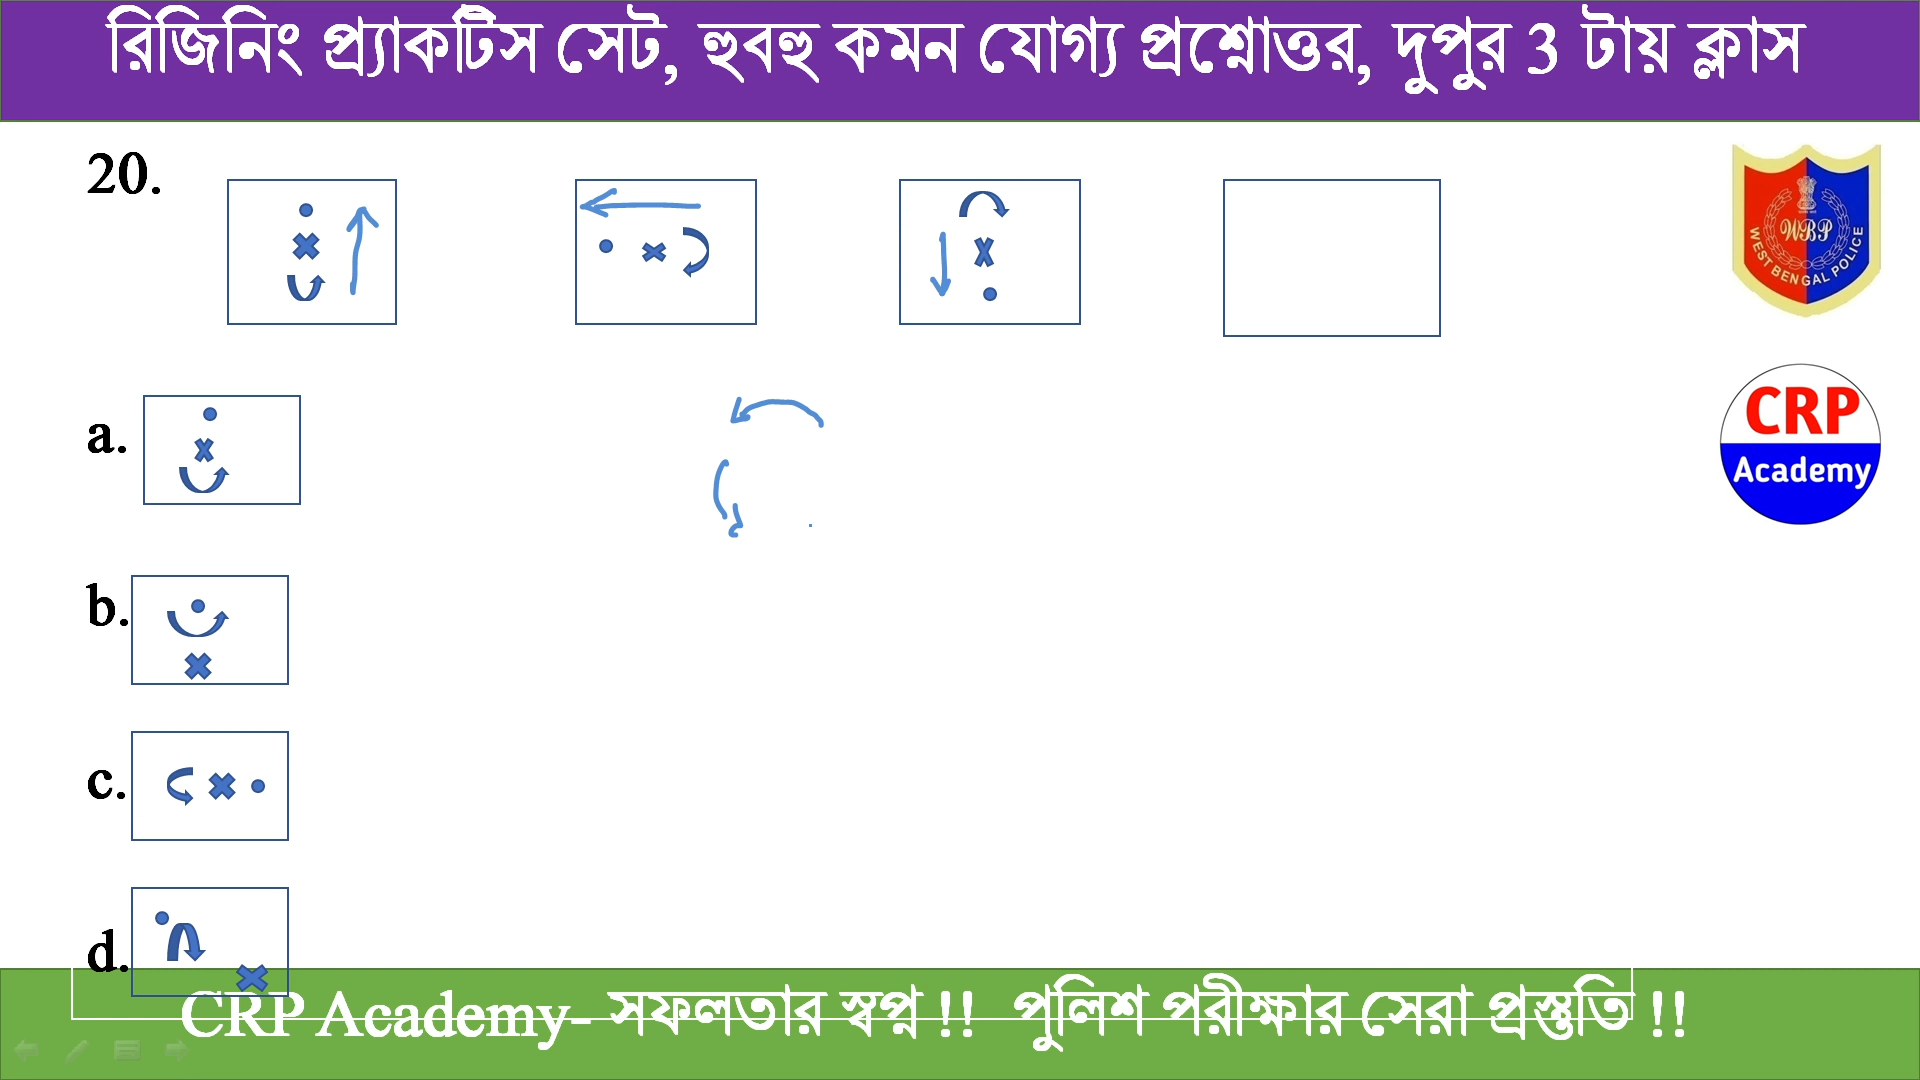 রিজিনিং প্র্যাকটিস সেট, হুবহু কমন যোগ্য প্রশ্নোত্তর, দুপুর 3 টায় ক্লাস
20.
WBP
WEST BENGAL POLICE
a.
CRP
Academy
b.
c.
d.
CRP Academy- সফলতার স্বপ্ন !! পুলিশ পরীক্ষার সেরা প্রস্তুতি !!